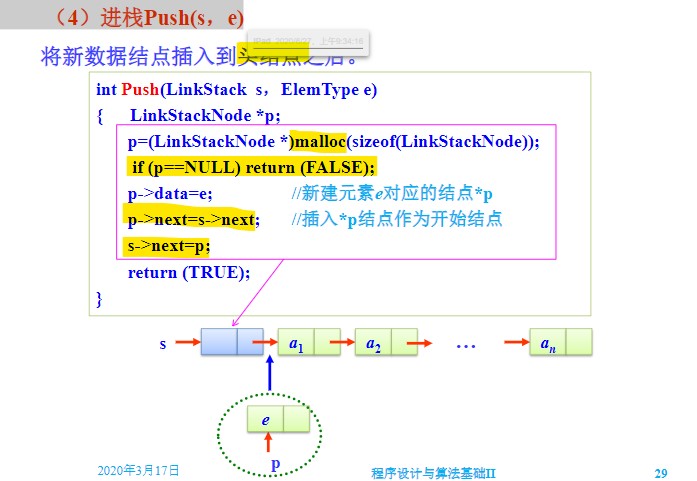 （4）进栈Push(s，e)
将新数据结点插入到头结点之后。
int Push(LinkStack s，ElemType e)
{ LinkStackNode *p;
p=(LinkStackNode *)malloc(sizeof(LinkStackNode));
if (p==NULL) return (FALSE);
p->data=e; //新建元素e对应的结点*p
p->next=s->next; //插入*p结点作为开始结点
s->next=p;
return (TRUE);
}
s a1 a2 … an
e
p
2020年3月17日 程序设计与算法基础II 29